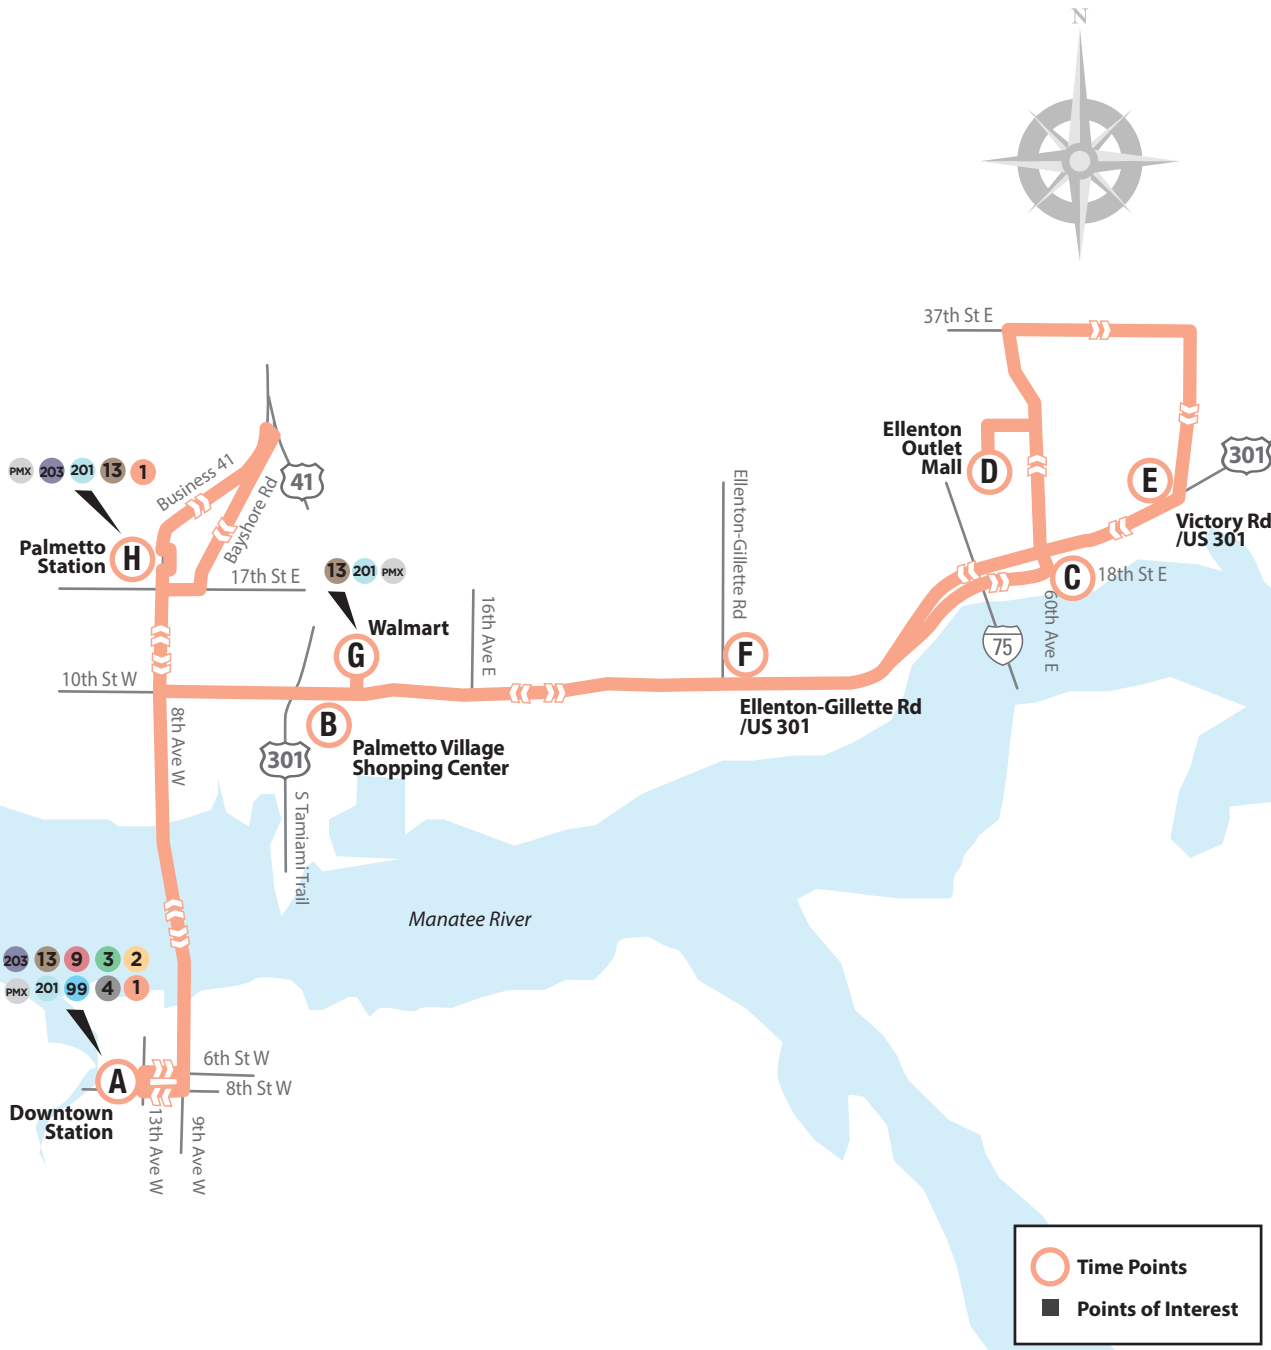 N
37th St E
Ellenton
Outlet
Mall
D
E
301
Victory Rd
/US 301
C
18th St E
60th Ave E
75
PMX 203 201 13 1
Business 41
41
Bayshore Rd
Palmetto
Station
H
17th St E
13 201 PMX
Walmart
G
16th Ave E
Ellenton-Gillette Rd
F
Ellenton-Gillette Rd
/US 301
10th St W
8th Ave W
B
301
Palmetto Village
Shopping Center
S Tamiami Trail
Manatee River
203 13 9 3 2
PMX 201 99 4 1
A
6th St W
8th St W
Downtown
Station
13th Ave W
9th Ave W
Time Points
Points of Interest